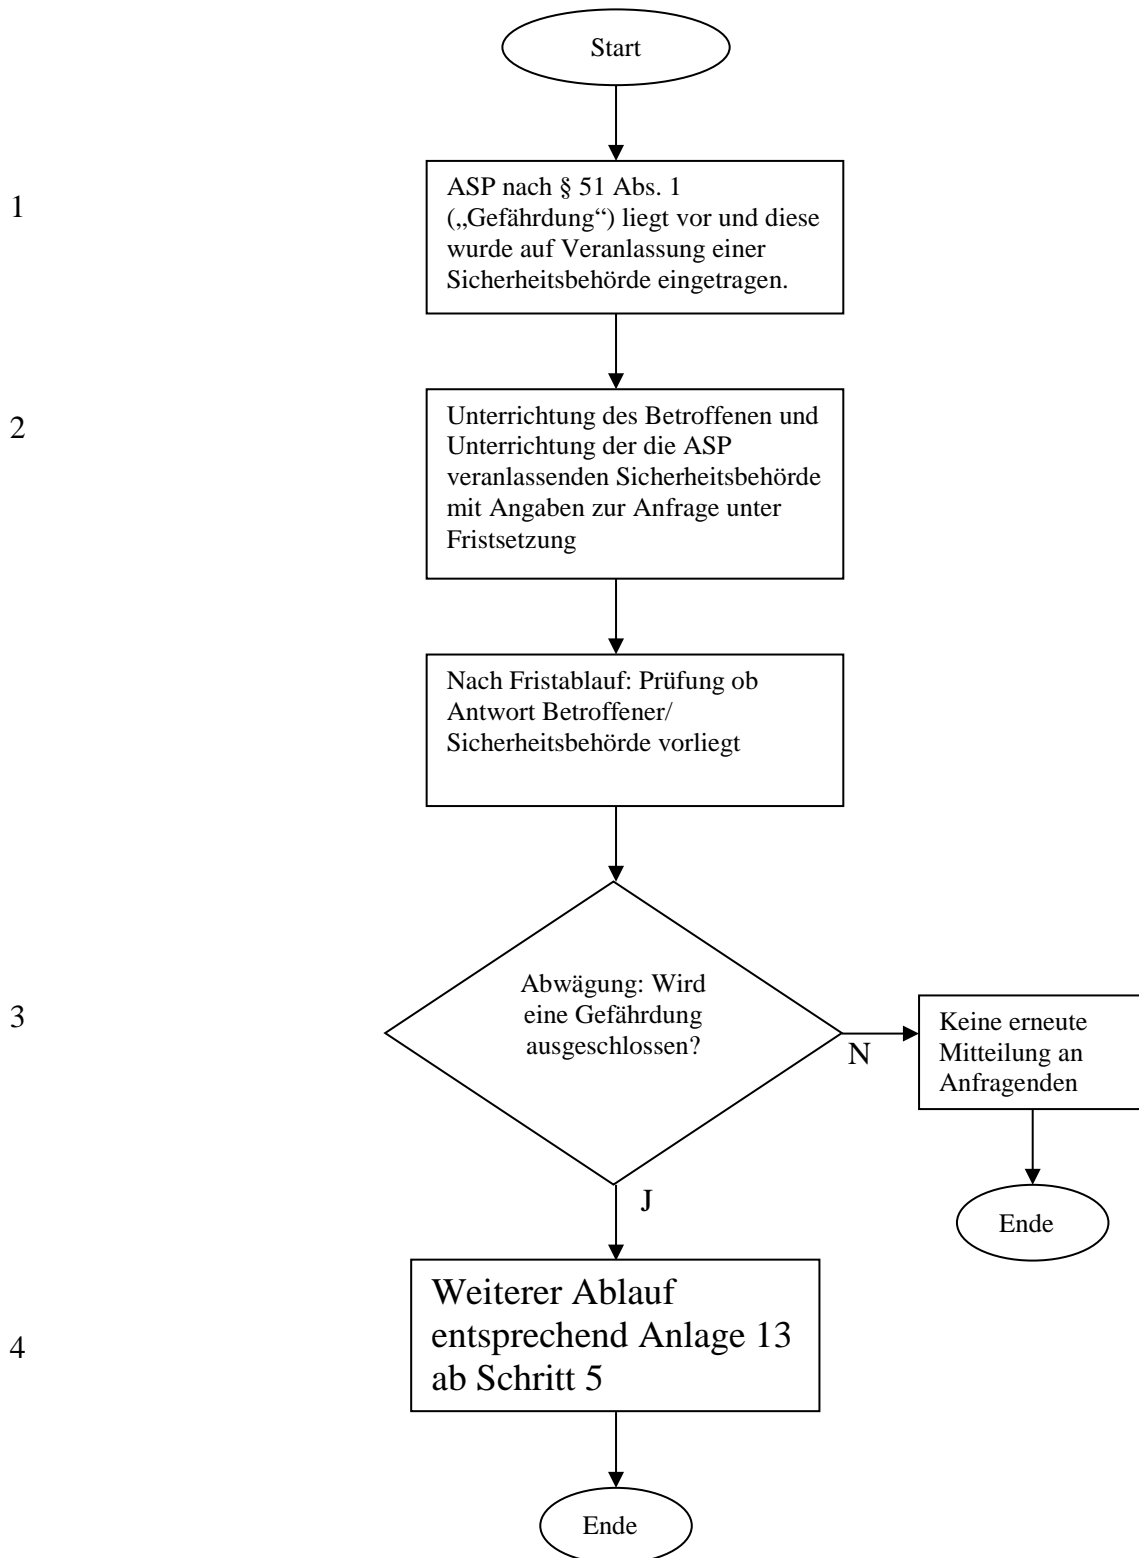 Start
1
ASP nach § 51 Abs. 1
(„Gefährdung“) liegt vor und diese
wurde auf Veranlassung einer
Sicherheitsbehörde eingetragen.
2
Unterrichtung des Betroffenen und
Unterrichtung der die ASP
veranlassenden Sicherheitsbehörde
mit Angaben zur Anfrage unter
Fristsetzung
Nach Fristablauf: Prüfung ob
Antwort Betroffener/
Sicherheitsbehörde vorliegt
3
Abwägung: Wird
eine Gefährdung
ausgeschlossen?
N
Keine erneute
Mitteilung an
Anfragenden
J
Ende
4
Weiterer Ablauf
entsprechend Anlage 13
ab Schritt 5
Ende